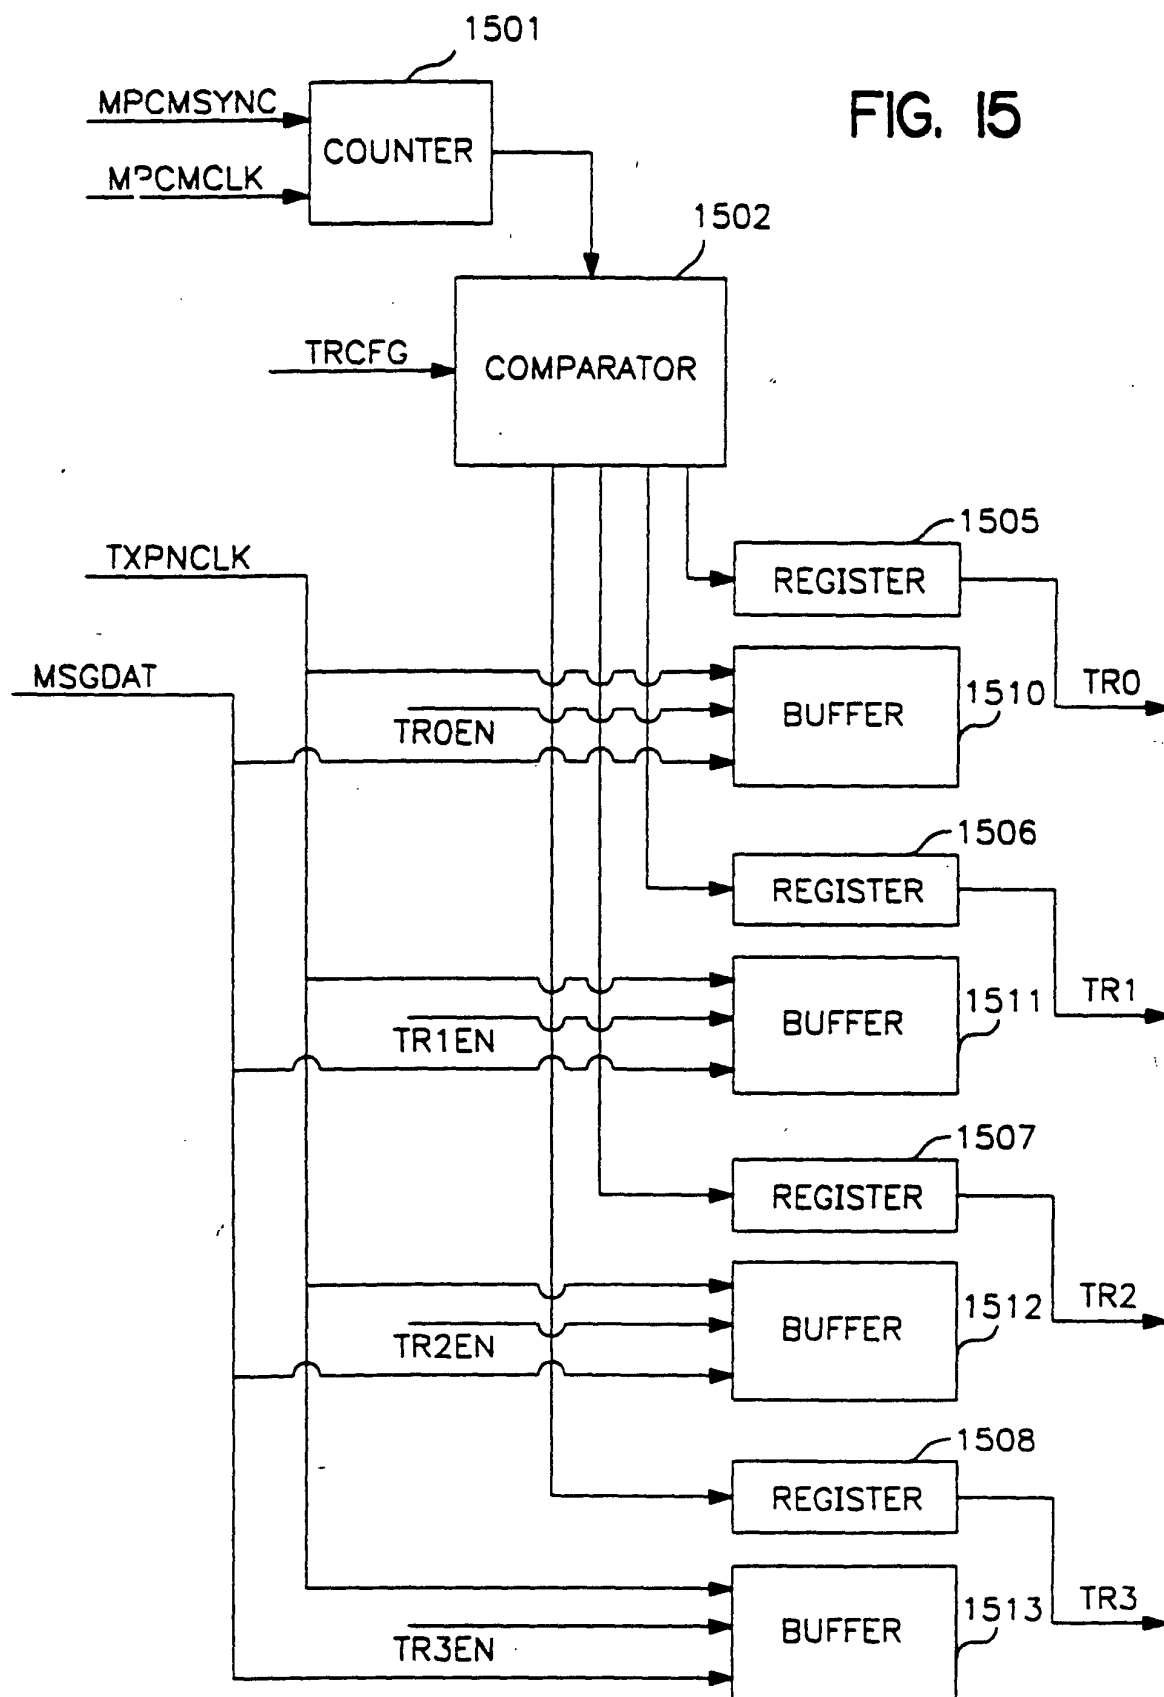 1501
FIG. 15
MPCMSYNC
COUNTER
MPCMCLK
1502
TRCFG
COMPARATOR
1505
TXPNCLK
REGISTER
MSGDAT
TR0
1510
BUFFER
TR0EN
1506
REGISTER
TR1
1511
BUFFER
TR1EN
1507
REGISTER
TR2
1512
BUFFER
TR2EN
1508
REGISTER
TR3
1513
BUFFER
TR3EN